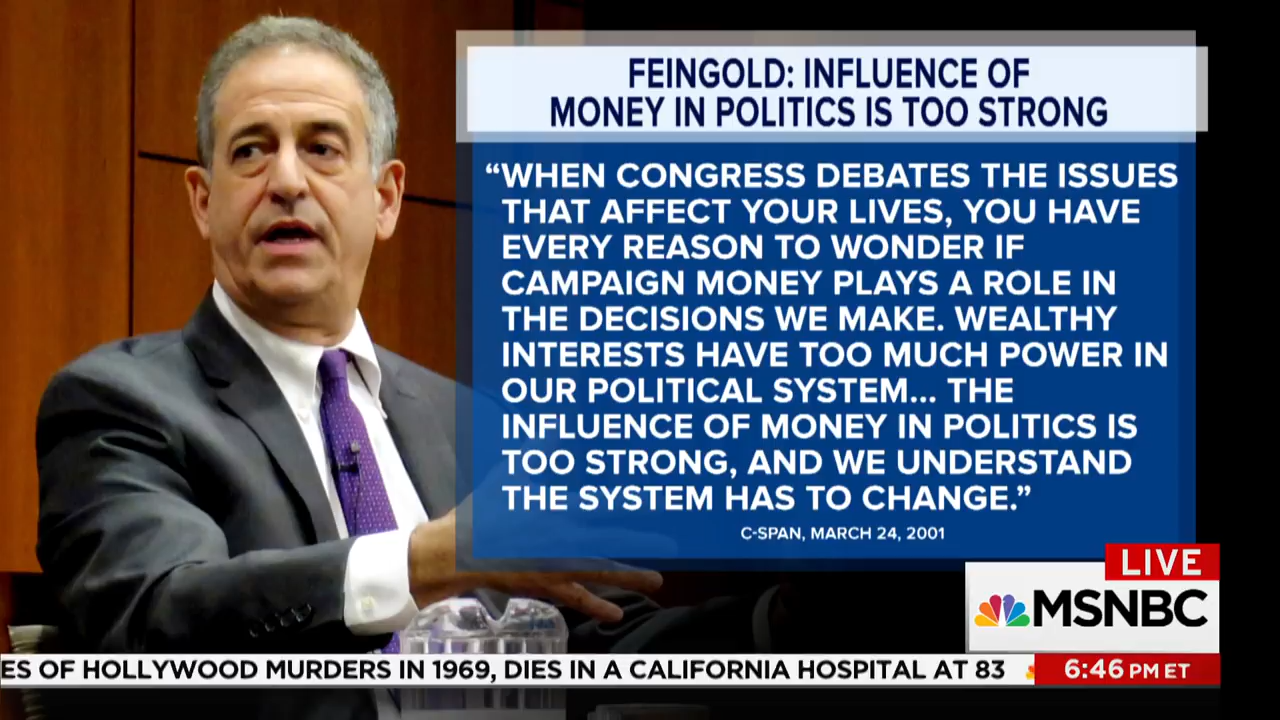 FEINGOLD: INFLUENCE OF
MONEY IN POLITICS IS TOO STRONG
“WHEN CONGRESS DEBATES THE ISSUES
THAT AFFECT YOUR LIVES, YOU HAVE
EVERY REASON TO WONDER IF
CAMPAIGN MONEY PLAYS A ROLE IN
THE DECISIONS WE MAKE. WEALTHY
INTERESTS HAVE TOO MUCH POWER IN
OUR POLITICAL SYSTEM... THE
INFLUENCE OF MONEY IN POLITICS IS
TOO STRONG, AND WE UNDERSTAND
THE SYSTEM HAS TO CHANGE.”
C-SPAN, MARCH 24, 2001
LIVE
MSNBC
ES OF HOLLYWOOD MURDERS IN 1969, DIES IN A CALIFORNIA HOSPITAL AT 83
6:46 PM ET